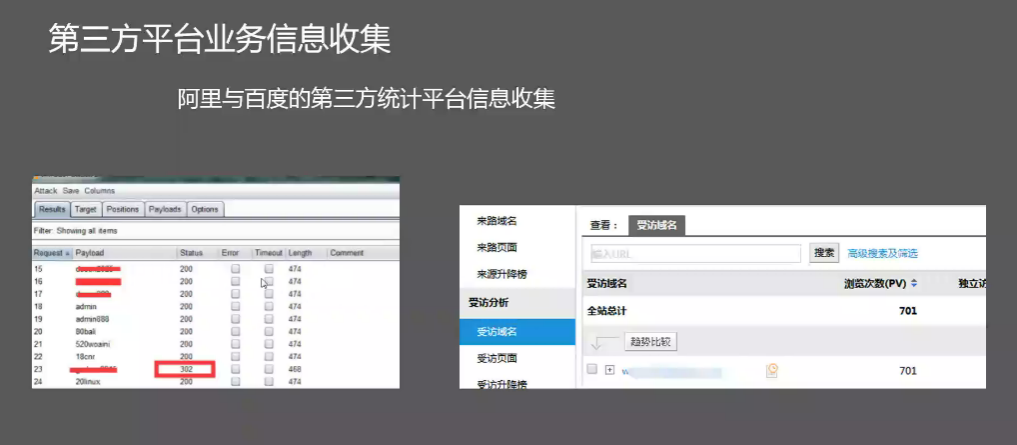 第三方平台业务信息收集
阿里与百度的第三方统计平台信息收集
Attack Save Columns
Results Target Positions Payloads Options
Filter: Showing all items
Request Payload Status Error Timeout Length Comment
15 200 474
16 200 474
17 200 474
18 admin 200 474
19 admin888 200 474
20 80bali 200 474
21 520woaini 200 474
22 18cnr 200 474
23 302 468
24 20linux 200 474
来路域名
来路页面
来源升降榜
受访分析
受访域名
受访页面
受访升降榜
查看： 受访域名
输入URL 搜索 高级搜索及筛选
受访域名 浏览次数(PV) 独立访
全站总计 701
趋势比较
701